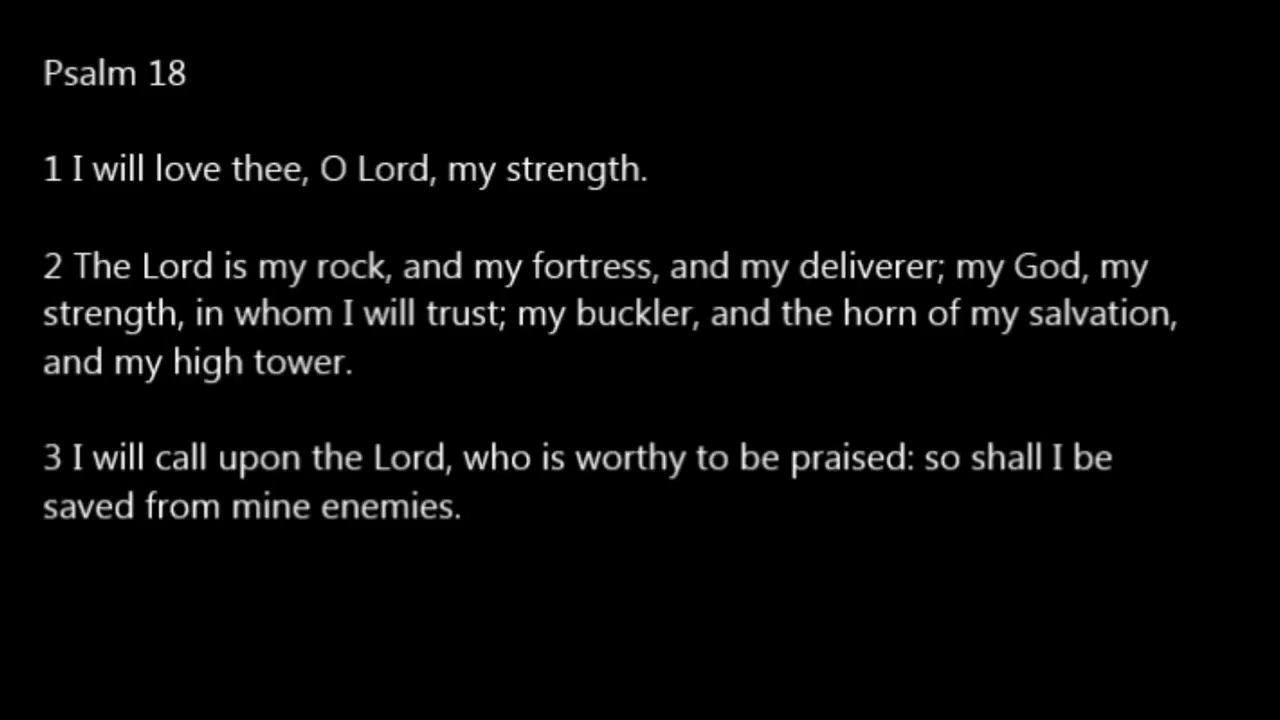 Psalm 18
1 I will love thee, O Lord, my strength.
2 The Lord is my rock, and my fortress, and my deliverer; my God, my
strength, in whom I will trust; my buckler, and the horn of my salvation,
and my high tower.
3 I will call upon the Lord, who is worthy to be praised: so shall I be
saved from mine enemies.